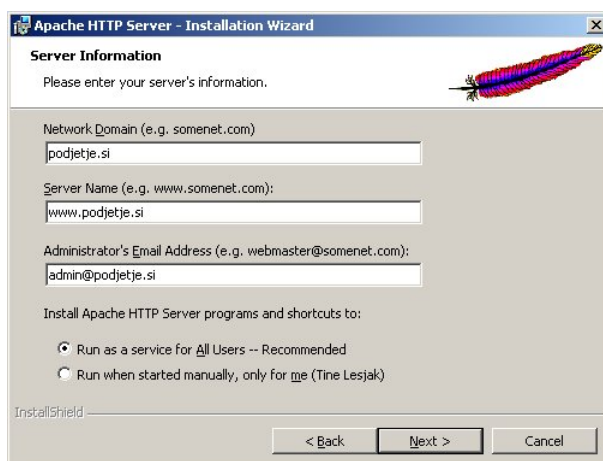 Apache HTTP Server - Installation Wizard
Server Information
Please enter your server's information.
Network Domain (e.g. somenet.com)
podjetje.si
Server Name (e.g. www.somenet.com):
www.podjetje.si
Administrator's Email Address (e.g. webmaster@somenet.com):
admin@podjetje.si
Install Apache HTTP Server programs and shortcuts to:
Run as a service for All Users -- Recommended
Run when started manually, only for me (Tine Lesjak)
InstallShield
< Back
Next >
Cancel